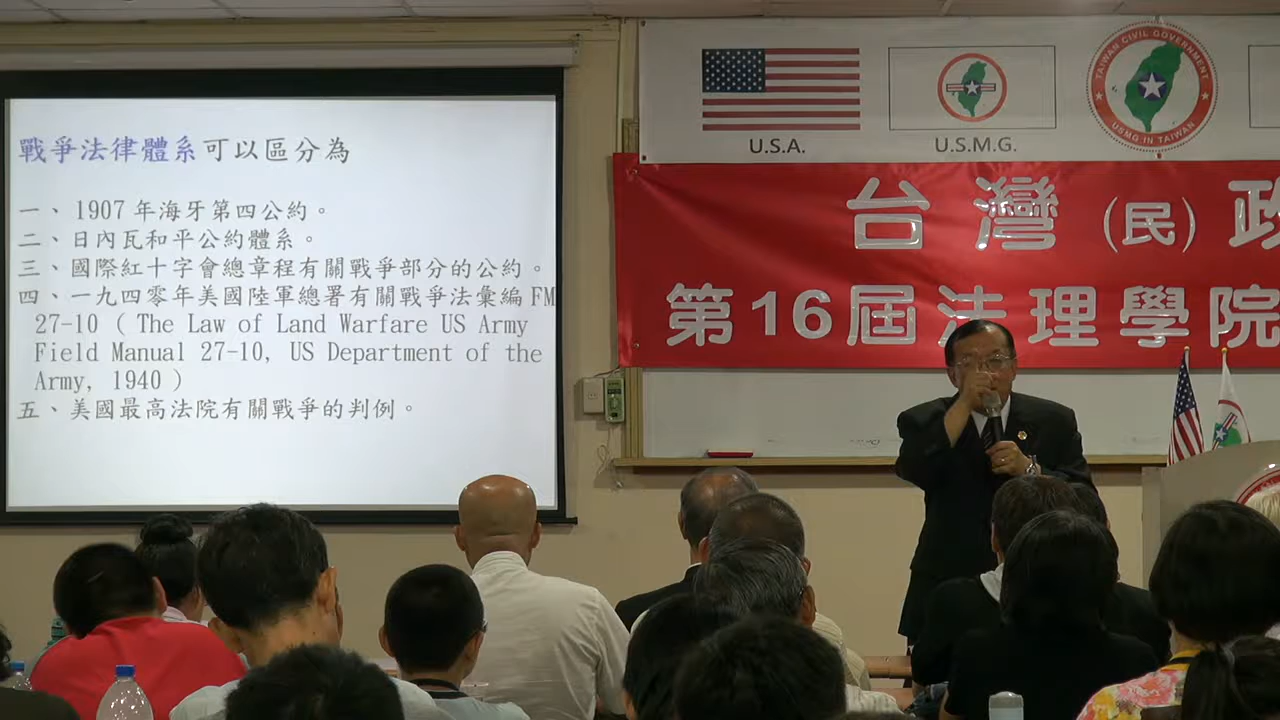 戰爭法律體系可以區分為
一、1907年海牙第四公約。
二、日內瓦和平公約體系。
三、國際紅十字會總章程有關戰爭部分的公約。
四、一九四零年美國陸軍總署有關戰爭法彙編 FM
27-10 ( The Law of Land Warfare US Army
Field Manual 27-10, US Department of the
Army, 1940 )
五、美國最高法院有關戰爭的判例。
U.S.A.
U.S.M.G.
TAIWAN CIVIL GOVERNMENT
USMG IN TAIWAN
台灣(民)政
第16屆法理學院